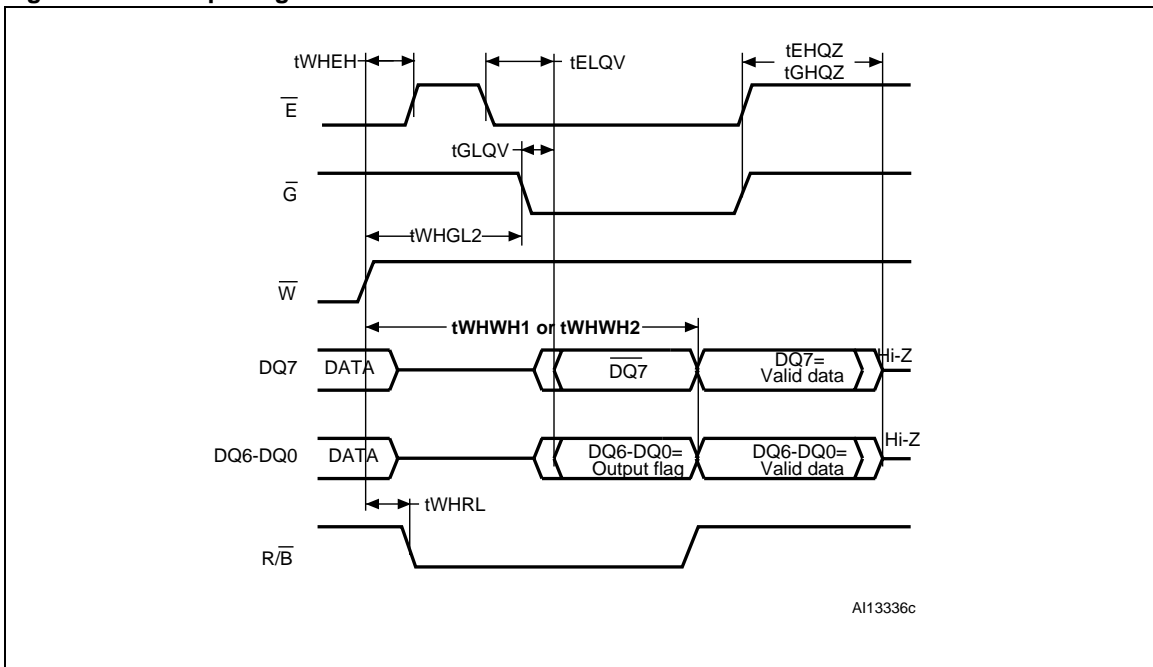 tWHEH
tELQV
tEHQZ
tGHQZ
E
tGLQV
G
tWHGL2
W
tWHWH1 or tWHWH2
DQ7
DATA
DQ7
DQ7=
Valid data
Hi-Z
DQ6-DQ0
DATA
DQ6-DQ0=
Output flag
DQ6-DQ0=
Valid data
Hi-Z
tWHRL
R/B
AI13336c